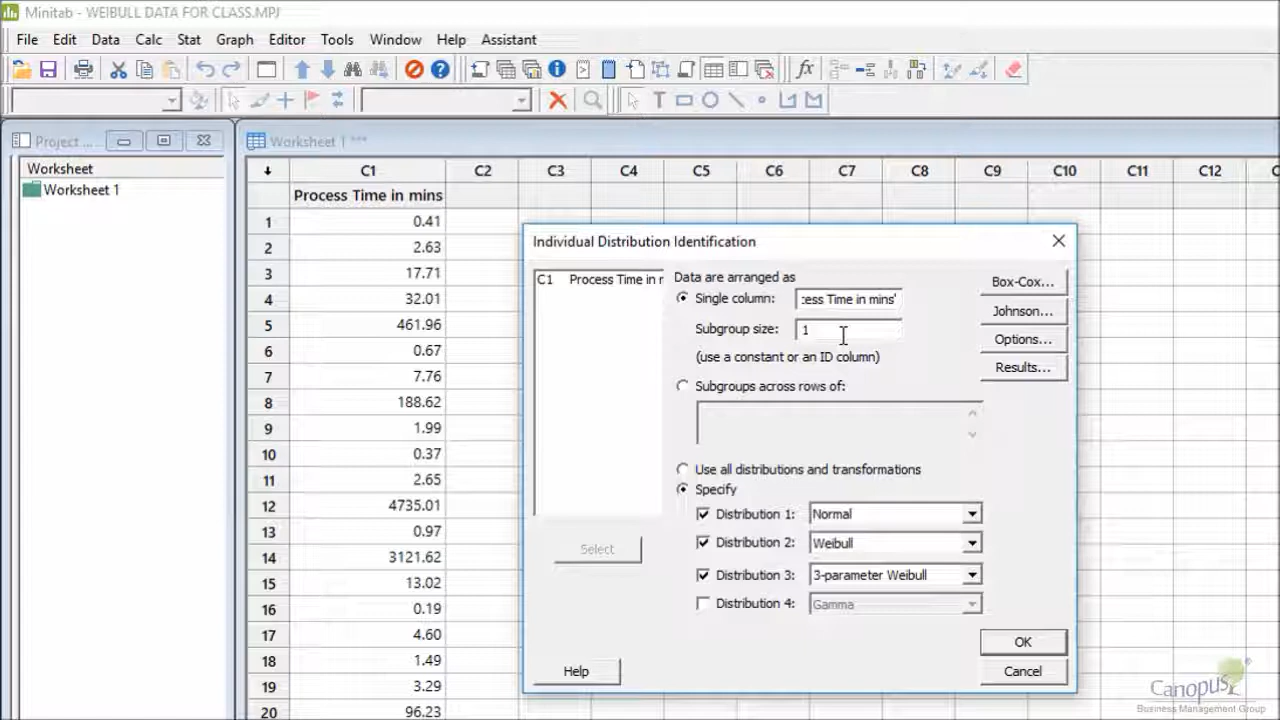 Minitab - WEIBULL DATA FOR CLASS.MPJ
File Edit Data Calc Stat Graph Editor Tools Window Help Assistant
Project ...
Worksheet 1 ***
Worksheet
Worksheet 1
C1 C2 C3 C4 C5 C6 C7 C8 C9 C10 C11 C12 C
Process Time in mins
1 0.41
2 2.63
3 17.71
4 32.01
5 461.96
6 0.67
7 7.76
8 188.62
9 1.99
10 0.37
11 2.65
12 4735.01
13 0.97
14 3121.62
15 13.02
16 0.19
17 4.60
18 1.49
19 3.29
20 96.23
Individual Distribution Identification
C1 Process Time in m
Data are arranged as
Single column: cess Time in mins'
Subgroup size: 1
(use a constant or an ID column)
Subgroups across rows of:
Use all distributions and transformations
Specify
Distribution 1: Normal
Distribution 2: Weibull
Distribution 3: 3-parameter Weibull
Distribution 4: Gamma
Box-Cox...
Johnson...
Options...
Results...
Select
OK
Help
Cancel
Canopus®
Business Management Group